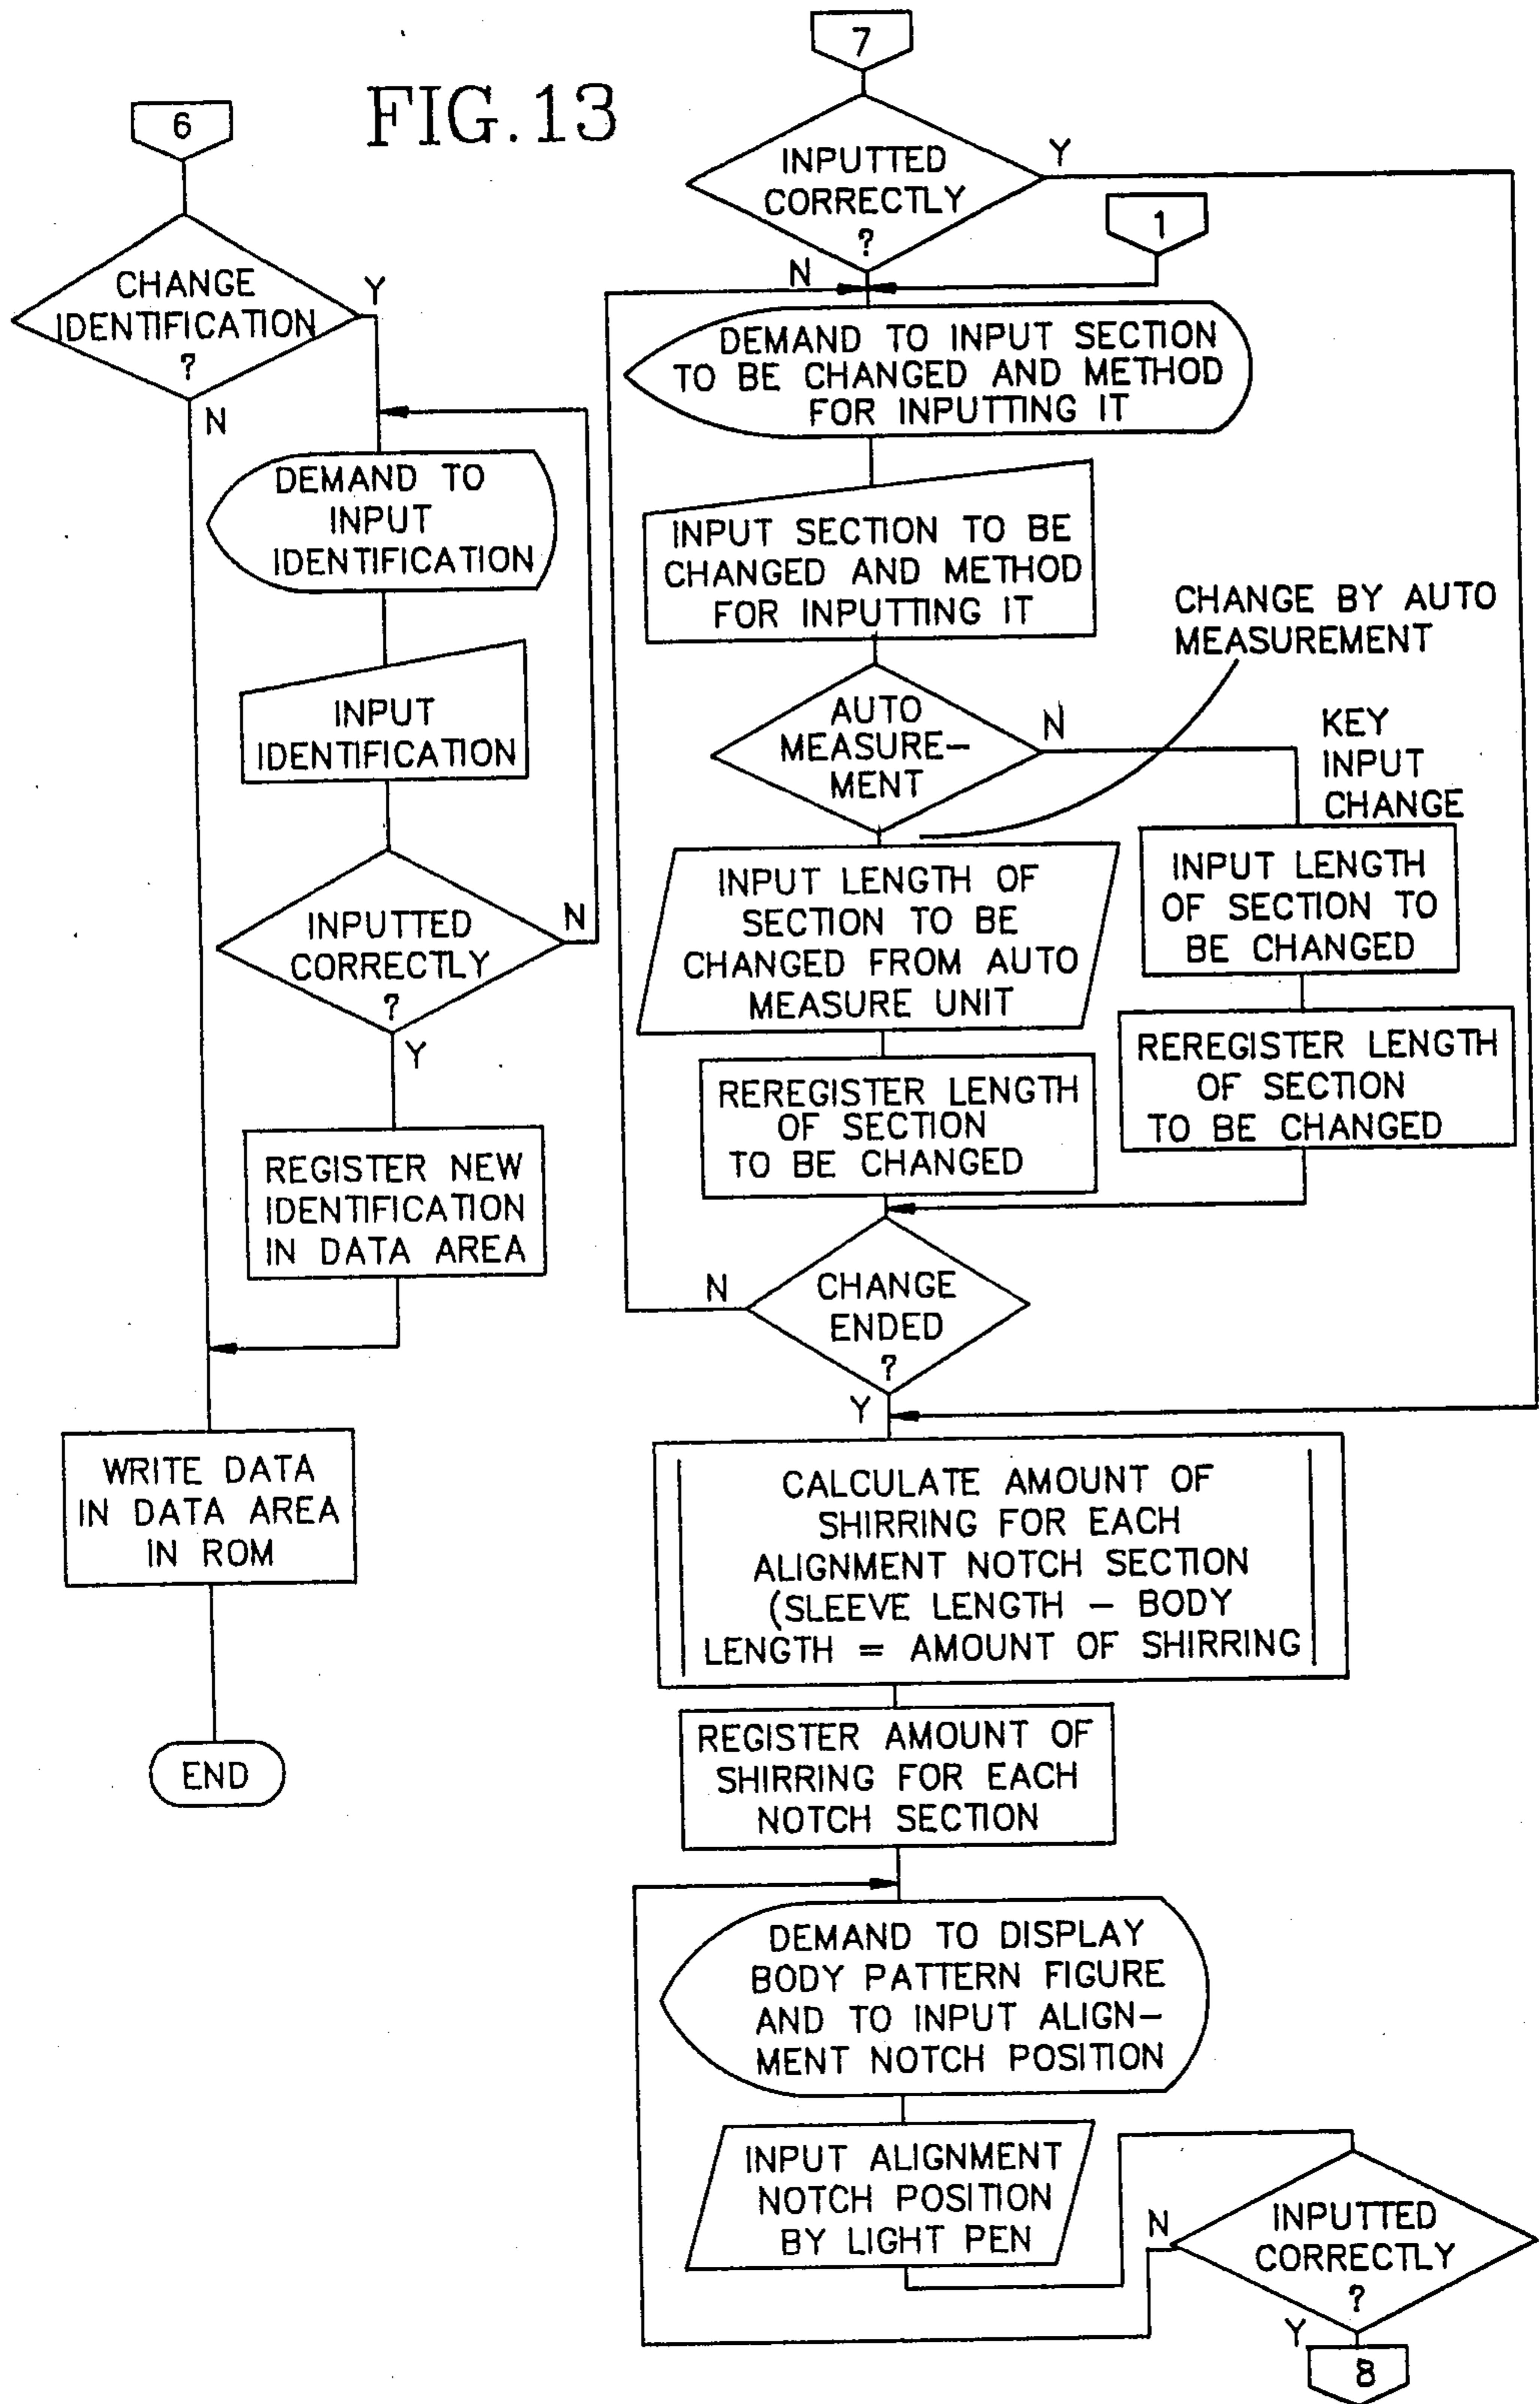 FIG.13
6
CHANGE
IDENTIFICATION
?
Y
N
DEMAND TO
INPUT
IDENTIFICATION
INPUT
IDENTIFICATION
INPUTTED
CORRECTLY
?
N
Y
REGISTER NEW
IDENTIFICATION
IN DATA AREA
WRITE DATA
IN DATA AREA
IN ROM
END
7
INPUTTED
CORRECTLY
?
Y
N
1
DEMAND TO INPUT SECTION
TO BE CHANGED AND METHOD
FOR INPUTTING IT
INPUT SECTION TO BE
CHANGED AND METHOD
FOR INPUTTING IT
CHANGE BY AUTO
MEASUREMENT
AUTO
MEASURE-
MENT
N
KEY
INPUT
CHANGE
INPUT LENGTH OF
SECTION TO BE
CHANGED FROM AUTO
MEASURE UNIT
INPUT LENGTH
OF SECTION TO
BE CHANGED
REREGISTER LENGTH
OF SECTION
TO BE CHANGED
REREGISTER LENGTH
OF SECTION
TO BE CHANGED
N
CHANGE
ENDED
?
Y
CALCULATE AMOUNT OF
SHIRRING FOR EACH
ALIGNMENT NOTCH SECTION
(SLEEVE LENGTH - BODY
LENGTH = AMOUNT OF SHIRRING
REGISTER AMOUNT OF
SHIRRING FOR EACH
NOTCH SECTION
DEMAND TO DISPLAY
BODY PATTERN FIGURE
AND TO INPUT ALIGN-
MENT NOTCH POSITION
INPUT ALIGNMENT
NOTCH POSITION
BY LIGHT PEN
N
INPUTTED
CORRECTLY
?
Y
8